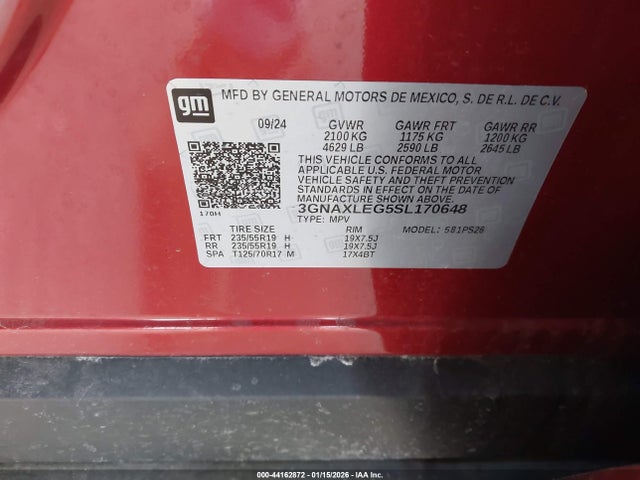 gm
MFD BY GENERAL MOTORS DE MEXICO, S. DE R.L. DE C.V.
09/24 GVWR GAWR FRT GAWR RR
2100 KG 1175 KG 1200 KG
4629 LB 2590 LB 2645 LB
THIS VEHICLE CONFORMS TO ALL
APPLICABLE U.S. FEDERAL MOTOR
VEHICLE SAFETY AND THEFT PREVENTION
STANDARDS IN EFFECT ON THE DATE OF
MANUFACTURE SHOWN ABOVE.
3GNAXLEG5SL170648
170H TYPE: MPV MODEL: 581PS26
TIRE SIZE RIM
FRT 235/55R19 H 19X7.5J
RR 235/55R19 H 19X7.5J
SPA T125/70R17 M 17X4BT
000-44162872 | 01/15/2026 | IAA Inc.